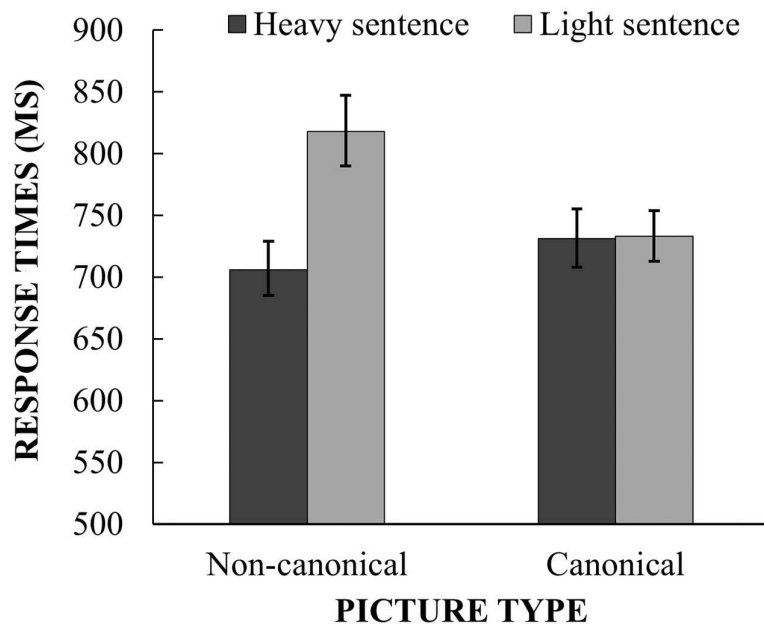 Heavy sentence Light sentence
900
850
800
750
700
650
600
550
500
RESPONSE TIMES (MS)
Non-canonical Canonical
PICTURE TYPE